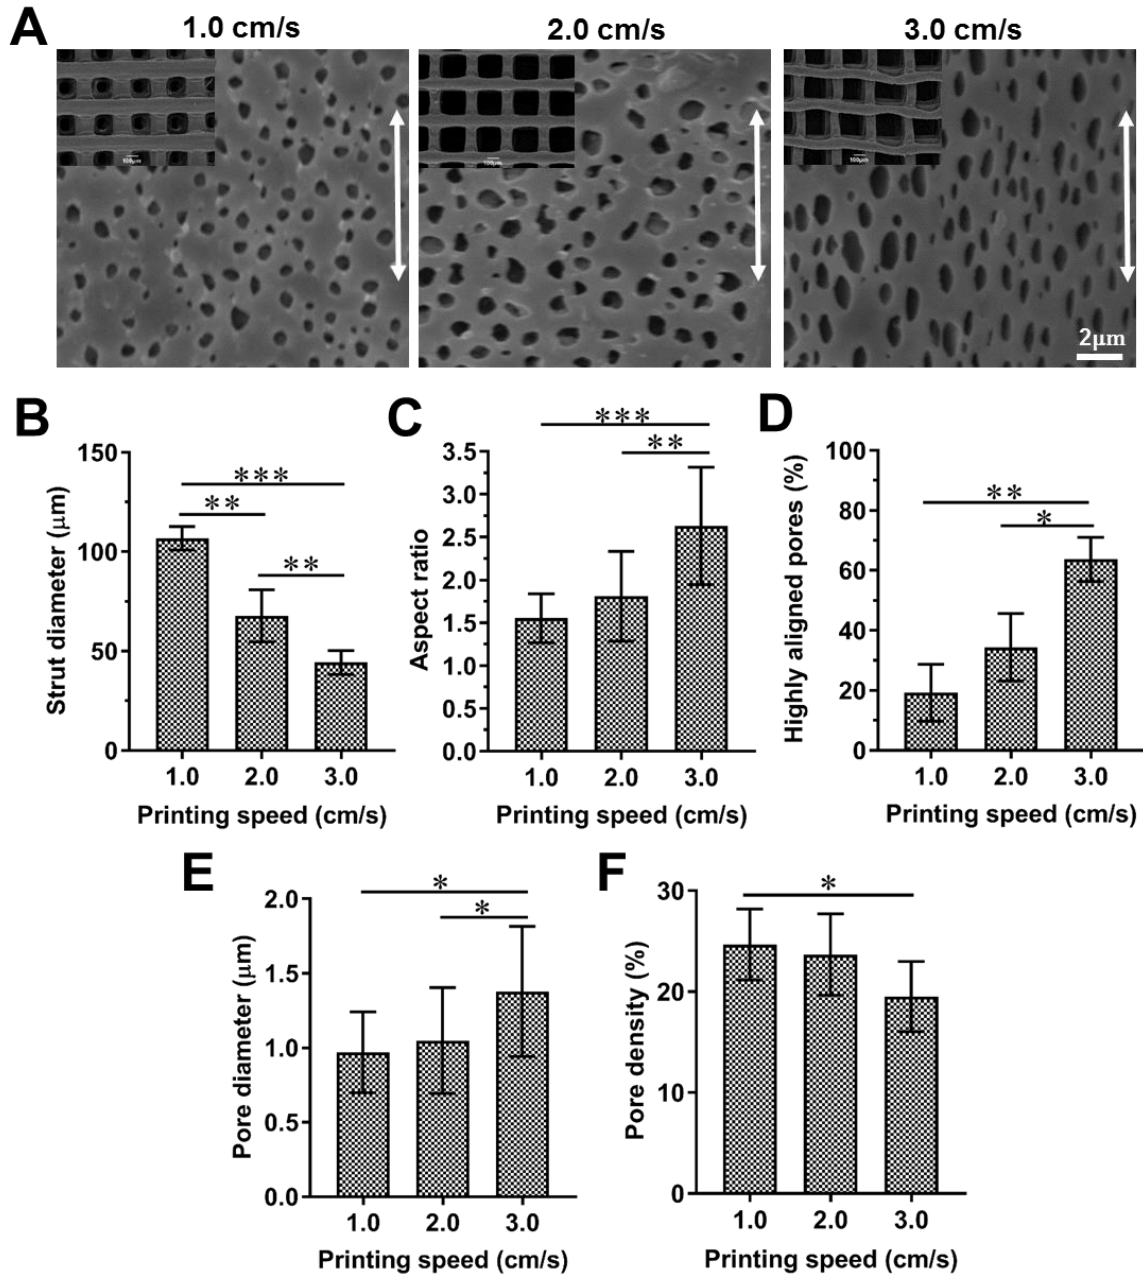 A
1.0 cm/s
2.0 cm/s
3.0 cm/s
100μm
100μm
100μm
2μm
B
***
**
**
150
100
50
0
Strut diameter (μm)
1.0
2.0
3.0
Printing speed (cm/s)
C
***
**
3.5
3.0
2.5
2.0
1.5
1.0
0.5
0.0
Aspect ratio
1.0
2.0
3.0
Printing speed (cm/s)
D
**
*
100
80
60
40
20
0
Highly aligned pores (%)
1.0
2.0
3.0
Printing speed (cm/s)
E
*
*
2.0
1.5
1.0
0.5
0.0
Pore diameter (μm)
1.0
2.0
3.0
Printing speed (cm/s)
F
*
30
20
10
0
Pore density (%)
1.0
2.0
3.0
Printing speed (cm/s)